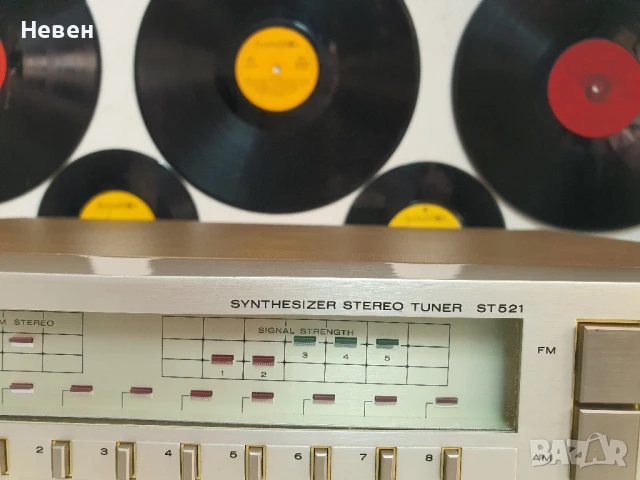 Невен
SYNTHESIZER STEREO TUNER ST521
M STEREO
SIGNAL STRENGTH
FM
3 4 5
1 2
2 3 4 5 6 7 8
AM
BAZAR